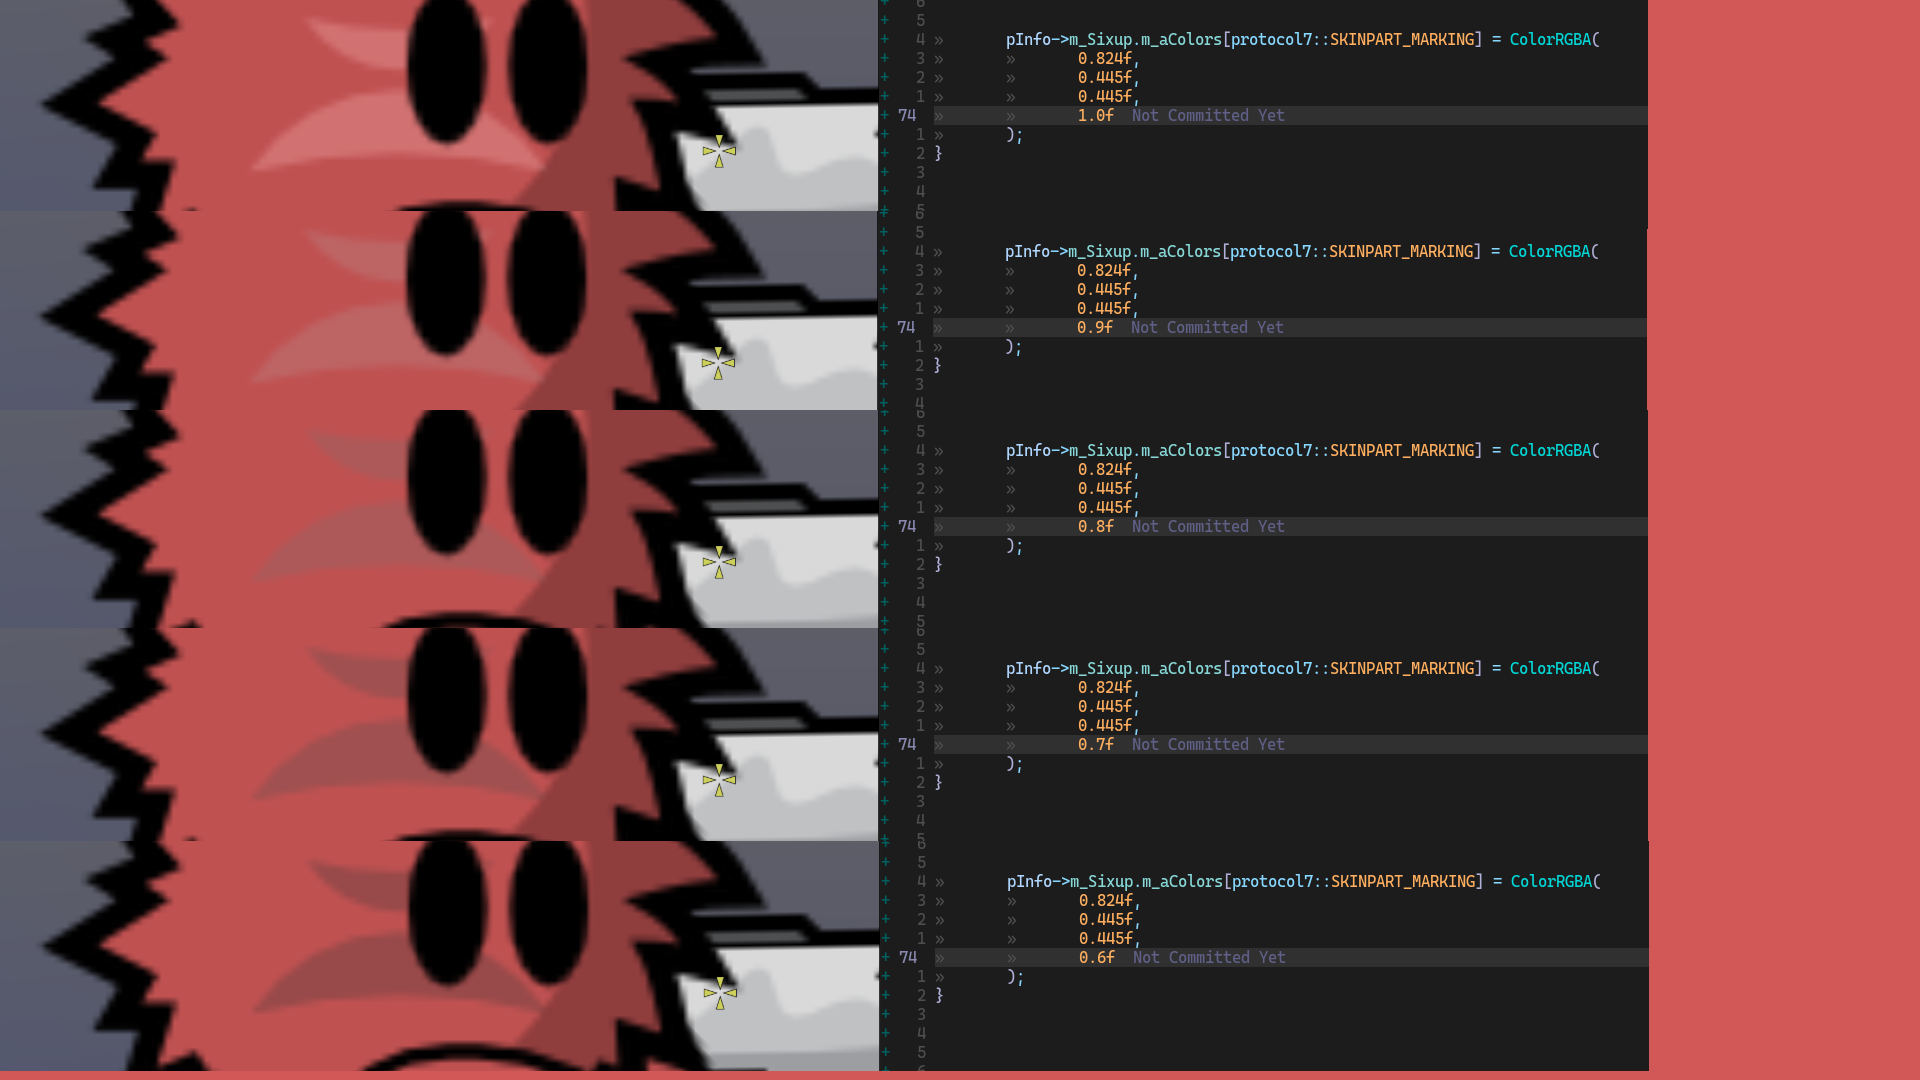 + 6
+ 5
+ 4 » pInfo->m_Sixup.m_aColors[protocol7::SKINPART_MARKING] = ColorRGBA(
+ 3 » » 0.824f,
+ 2 » » 0.445f,
+ 1 » » 0.445f,
+ 74 » » 1.0f Not Committed Yet
+ 1 » );
+ 2 }
+ 3
+ 4
+ 5
+ 6
+ 5
+ 4 » pInfo->m_Sixup.m_aColors[protocol7::SKINPART_MARKING] = ColorRGBA(
+ 3 » » 0.824f,
+ 2 » » 0.445f,
+ 1 » » 0.445f,
+ 74 » » 0.9f Not Committed Yet
+ 1 » );
+ 2 }
+ 3
+ 4
+ 6
+ 5
+ 4 » pInfo->m_Sixup.m_aColors[protocol7::SKINPART_MARKING] = ColorRGBA(
+ 3 » » 0.824f,
+ 2 » » 0.445f,
+ 1 » » 0.445f,
+ 74 » » 0.8f Not Committed Yet
+ 1 » );
+ 2 }
+ 3
+ 4
+ 5
+ 6
+ 5
+ 4 » pInfo->m_Sixup.m_aColors[protocol7::SKINPART_MARKING] = ColorRGBA(
+ 3 » » 0.824f,
+ 2 » » 0.445f,
+ 1 » » 0.445f,
+ 74 » » 0.7f Not Committed Yet
+ 1 » );
+ 2 }
+ 3
+ 4
+ 5
+ 6
+ 5
+ 4 » pInfo->m_Sixup.m_aColors[protocol7::SKINPART_MARKING] = ColorRGBA(
+ 3 » » 0.824f,
+ 2 » » 0.445f,
+ 1 » » 0.445f,
+ 74 » » 0.6f Not Committed Yet
+ 1 » );
+ 2 }
+ 3
+ 4
+ 5